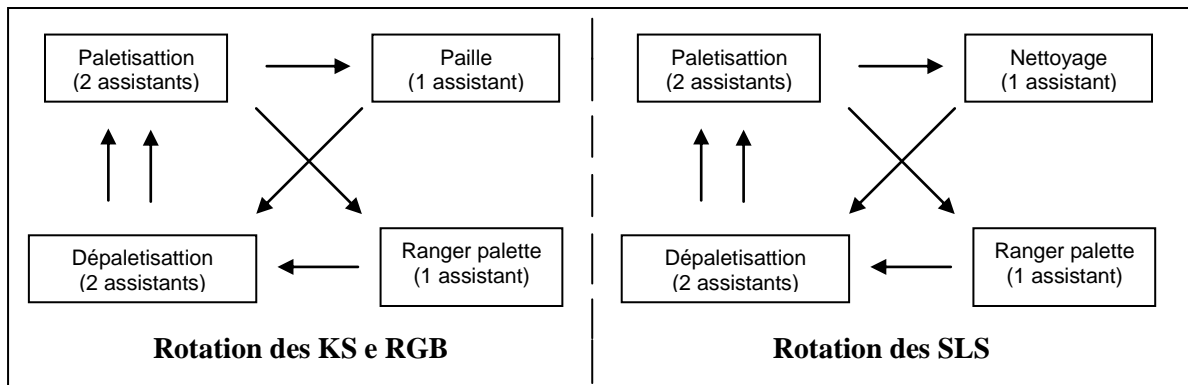 Paletisattion
(2 assistants)
Paille
(1 assistant)
Dépaletisattion
(2 assistants)
Ranger palette
(1 assistant)
Rotation des KS e RGB
Paletisattion
(2 assistants)
Nettoyage
(1 assistant)
Dépaletisattion
(2 assistants)
Ranger palette
(1 assistant)
Rotation des SLS